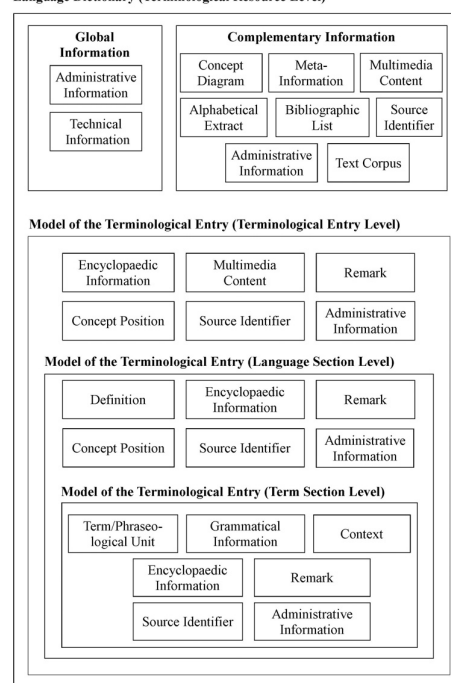 Language Dictionary (Terminological Resource Level)
Global
Information
Administrative
Information
Technical
Information
Complementary Information
Concept
Diagram
Meta-
Information
Multimedia
Content
Alphabetical
Extract
Bibliographic
List
Source
Identifier
Administrative
Information
Text Corpus
Model of the Terminological Entry (Terminological Entry Level)
Encyclopaedic
Information
Multimedia
Content
Remark
Concept Position
Source Identifier
Administrative
Information
Model of the Terminological Entry (Language Section Level)
Definition
Encyclopaedic
Information
Remark
Concept Position
Source Identifier
Administrative
Information
Model of the Terminological Entry (Term Section Level)
Term/Phraseo-
logical Unit
Grammatical
Information
Context
Encyclopaedic
Information
Remark
Source Identifier
Administrative
Information